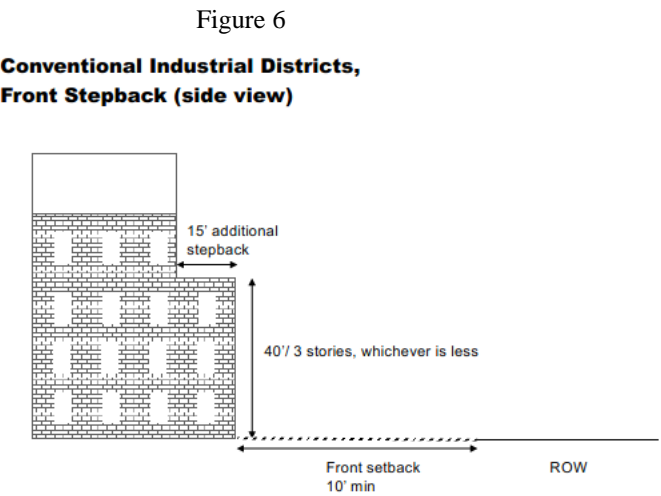 Figure 6
Conventional Industrial Districts,
Front Stepback (side view)
15' additional
stepback
40'/ 3 stories, whichever is less
Front setback
10' min
ROW